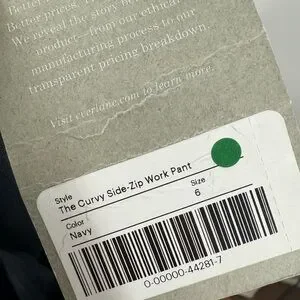 Better
Better prices. 
We reveal the story be
product—from our ethical
manufacturing process to our
transparent pricing breakdown.
Visit everlane.com to learn more.
Style
The Curvy Side-Zip Work Pant
Color
Navy
Size
6
0-00000-44281-7